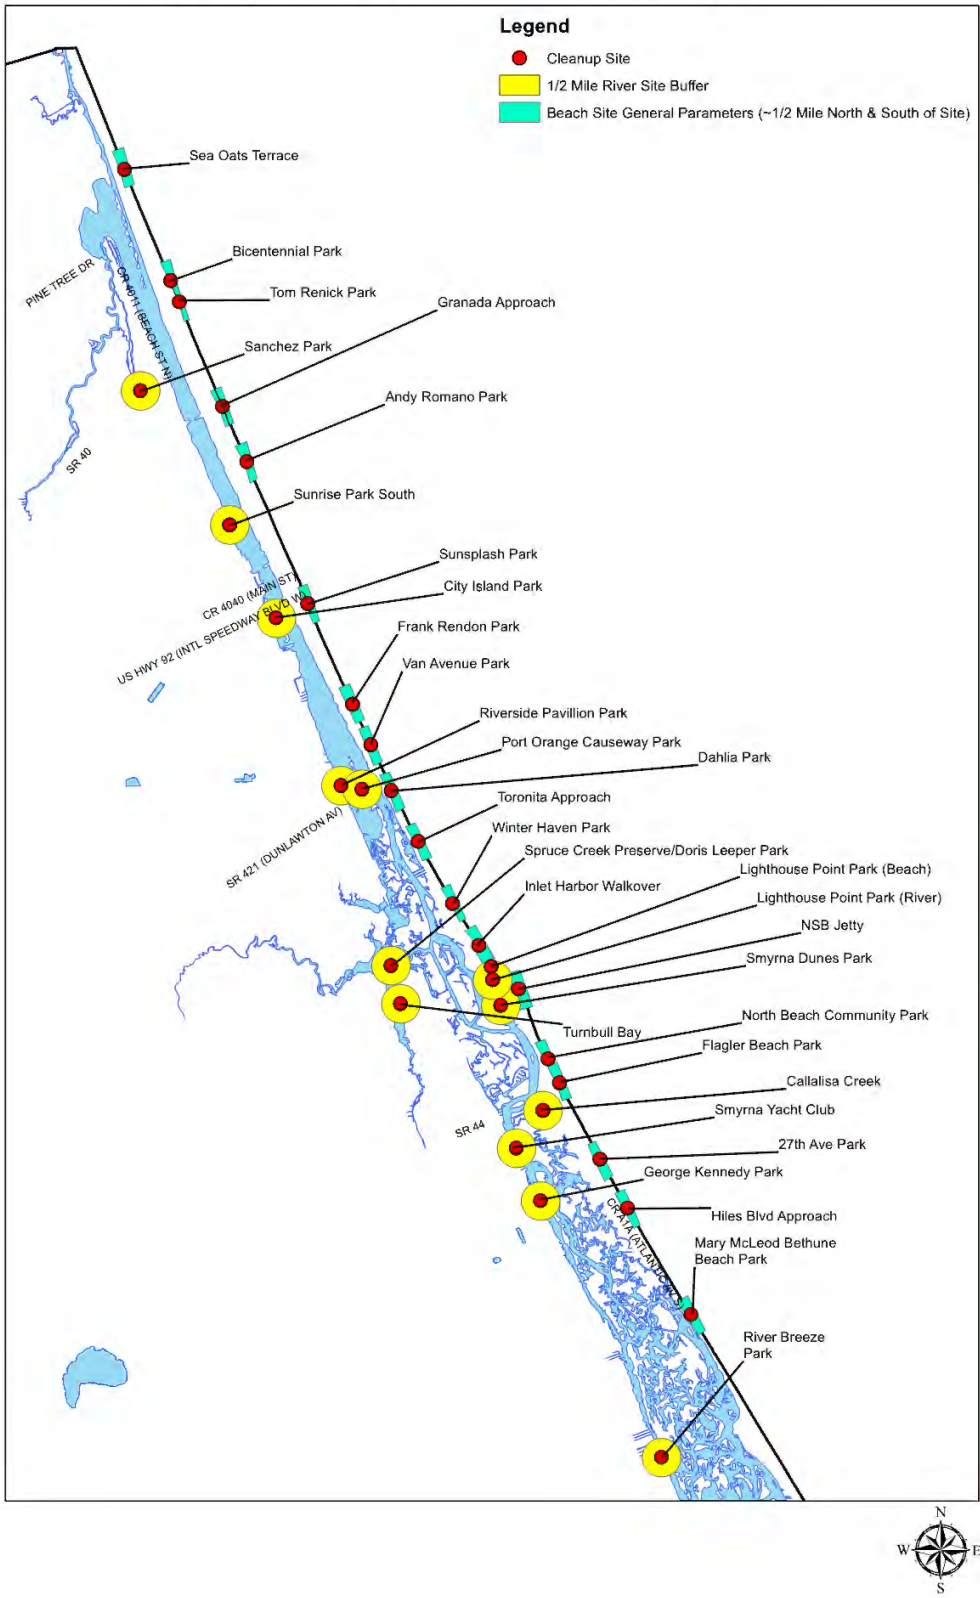 Legend
Cleanup Site
1/2 Mile River Site Buffer
Beach Site General Parameters (~1/2 Mile North & South of Site)
Sea Oats Terrace
Bicentennial Park
PINE TREE DR
CR 4011 (BEACH ST N)
Tom Renick Park
Granada Approach
Sanchez Park
Andy Romano Park
SR 40
Sunrise Park South
Sunsplash Park
CR 4040 (MAIN ST)
City Island Park
US HWY 92 (INTL SPEEDWAY BLVD W)
Frank Rendon Park
Van Avenue Park
Riverside Pavillion Park
Port Orange Causeway Park
Dahlia Park
Toronita Approach
SR 421 (DUNLAWTON AV)
Winter Haven Park
Spruce Creek Preserve/Doris Leeper Park
Lighthouse Point Park (Beach)
Inlet Harbor Walkover
Lighthouse Point Park (River)
NSB Jetty
Smyrna Dunes Park
North Beach Community Park
Turnbull Bay
Flagler Beach Park
Callalisa Creek
Smyrna Yacht Club
SR 44
27th Ave Park
George Kennedy Park
Hiles Blvd Approach
CR A1A (ATLANTIC AV S)
Mary McLeod Bethune
Beach Park
River Breeze
Park
N
W
E
S